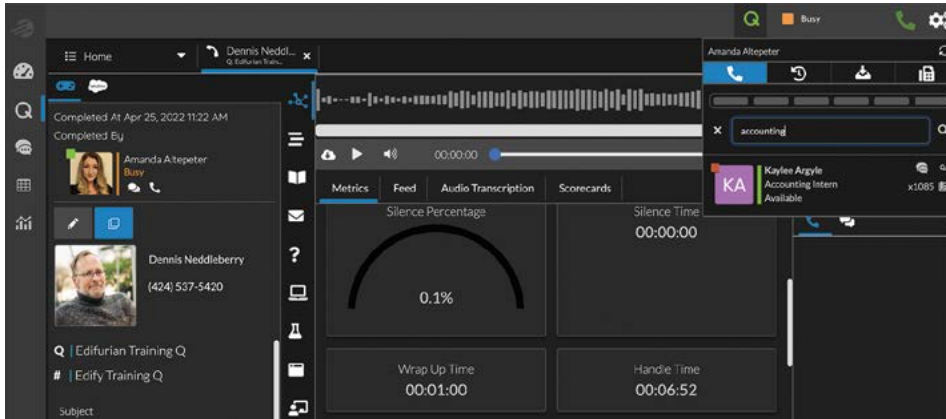 Q
Busy
Home
Dennis Neddl...
Q: Edifurian Train...
Amanda Altepeter
Completed At Apr 25, 2022 11:22 AM
Completed By
Amanda Altepeter
Busy
accounting
00:00:00
Kaylee Argyle
KA
Accounting Intern
x1085
Available
Metrics
Feed
Audio Transcription
Scorecards
Silence Percentage
0.1%
Silence Time
00:00:00
Dennis Neddleberry
(424) 537-5420
Q | Edifurian Training Q
# | Edify Training Q
Subject
Wrap Up Time
00:01:00
Handle Time
00:06:52